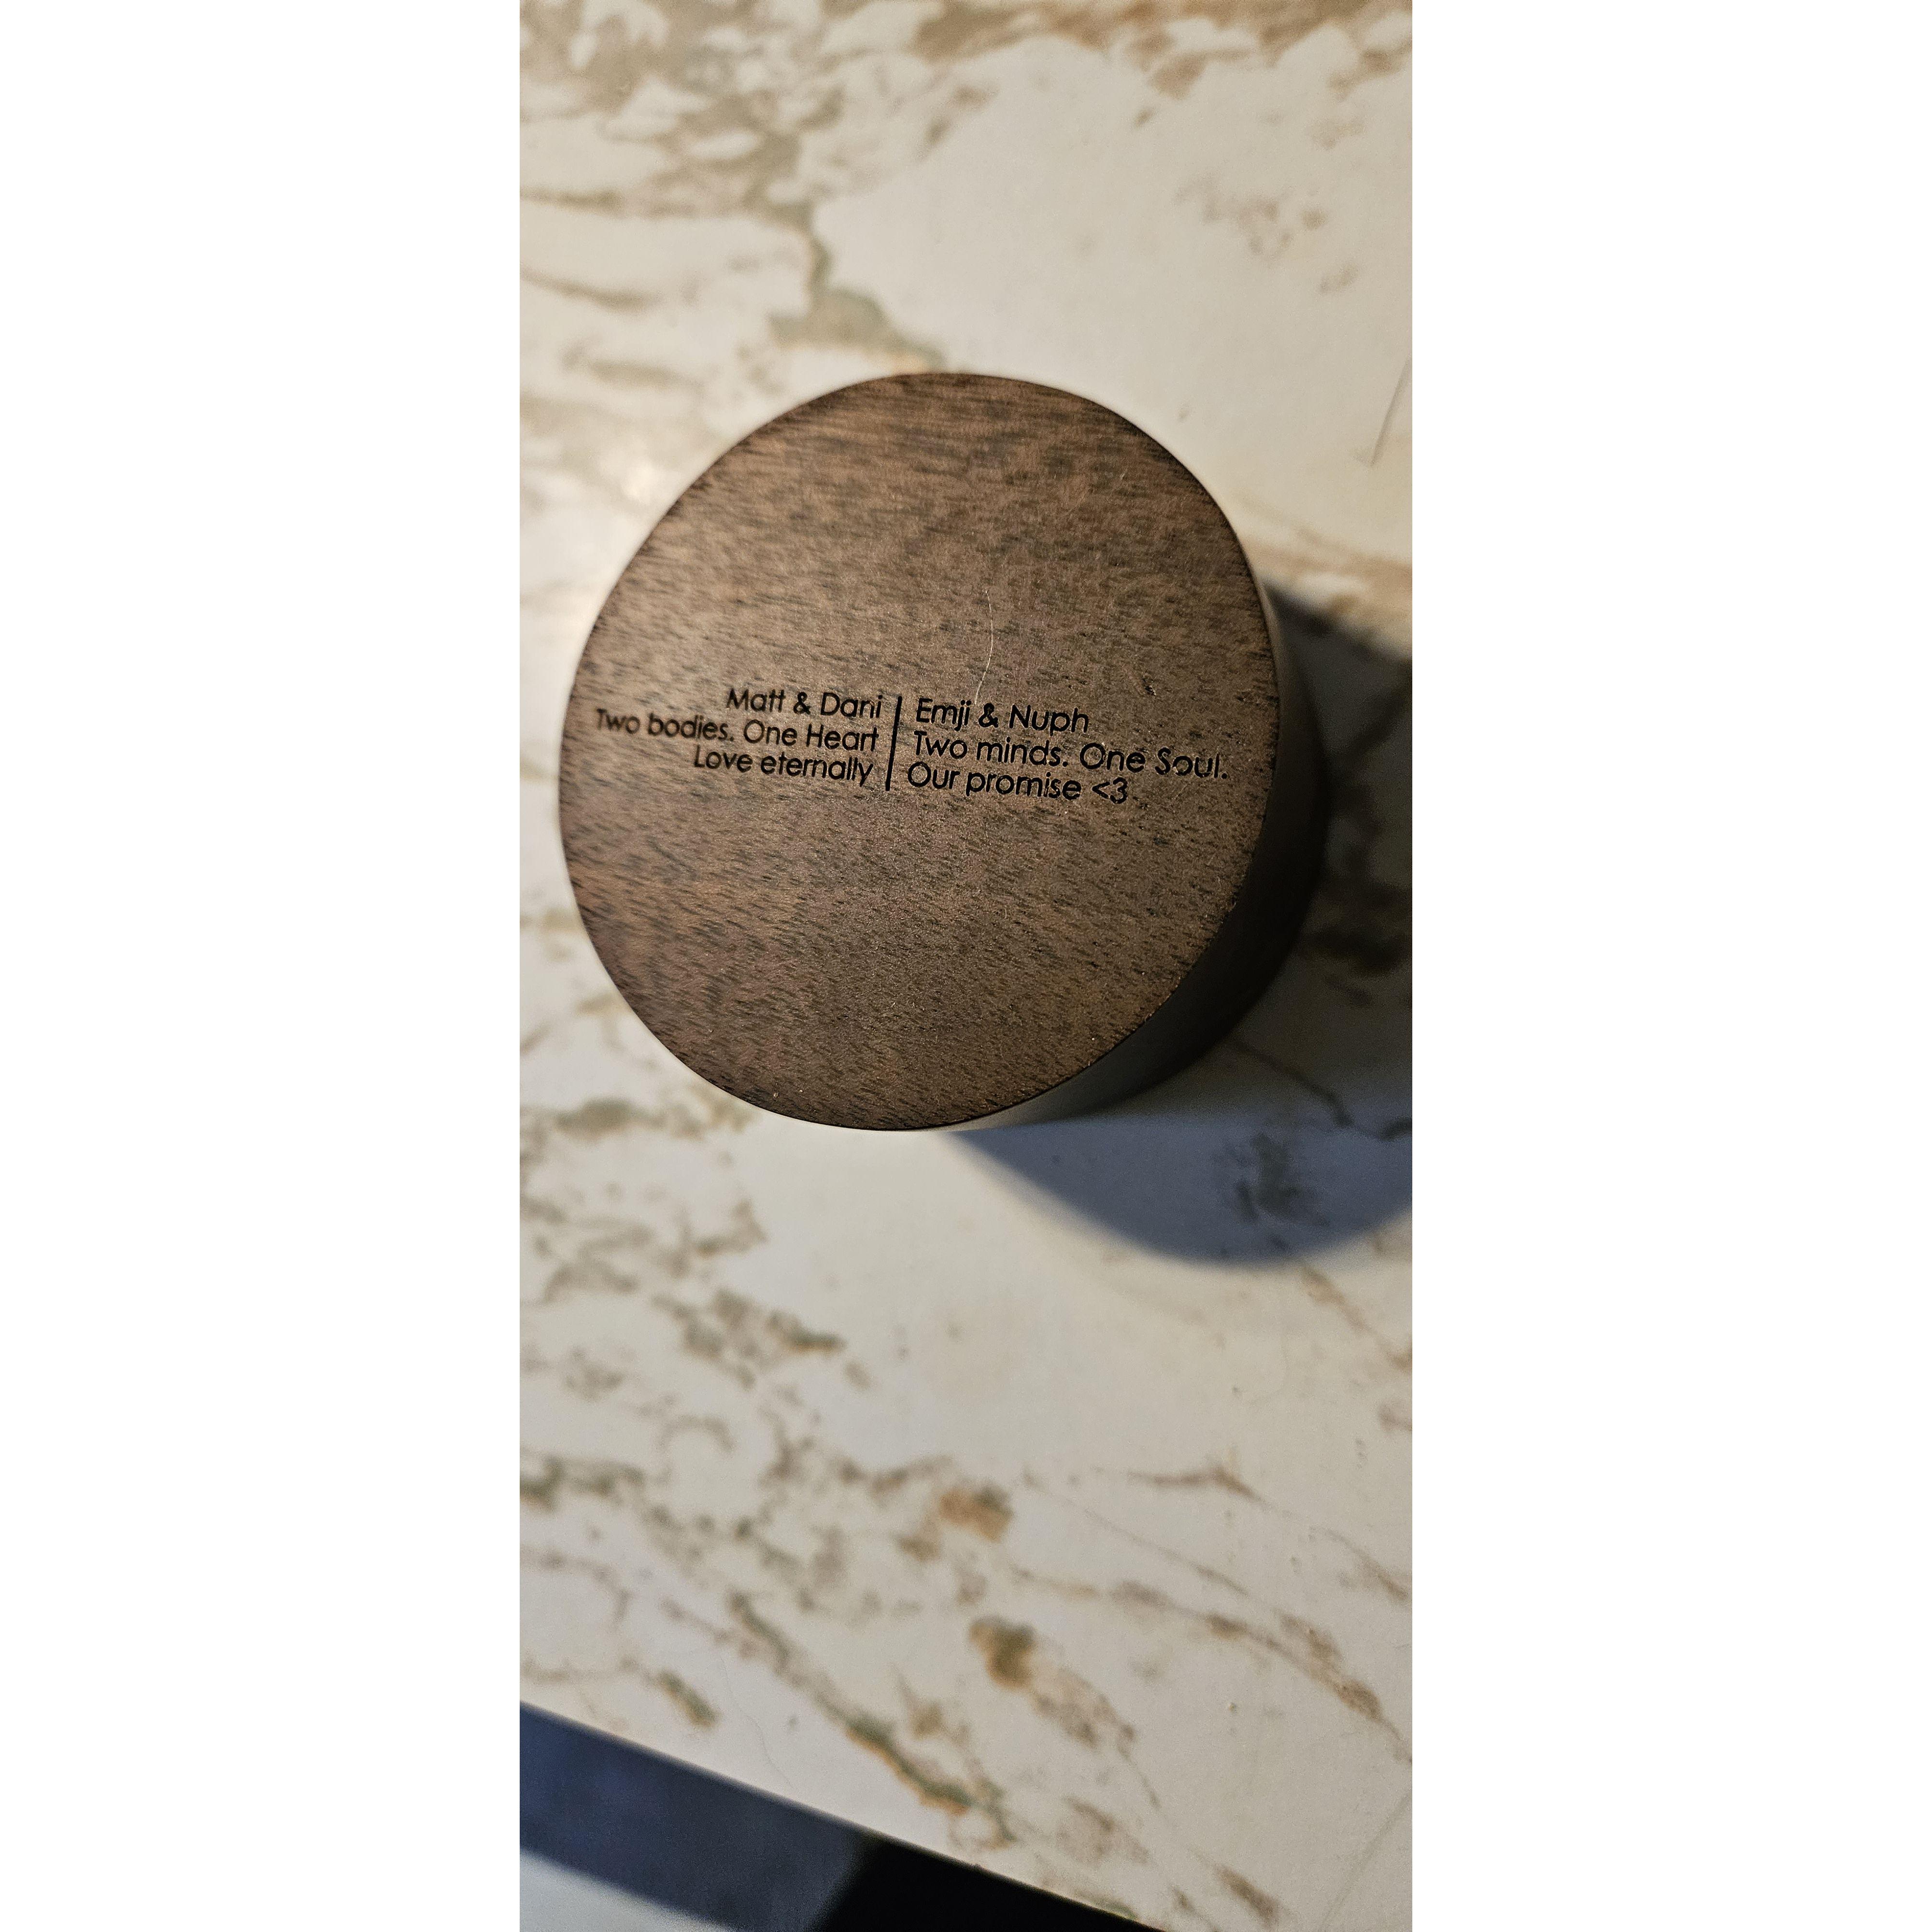 Matt & Dani | Emji & Nuph
Two bodies. One Heart | Two minds. One Soul.
Love eternally | Our promise <3